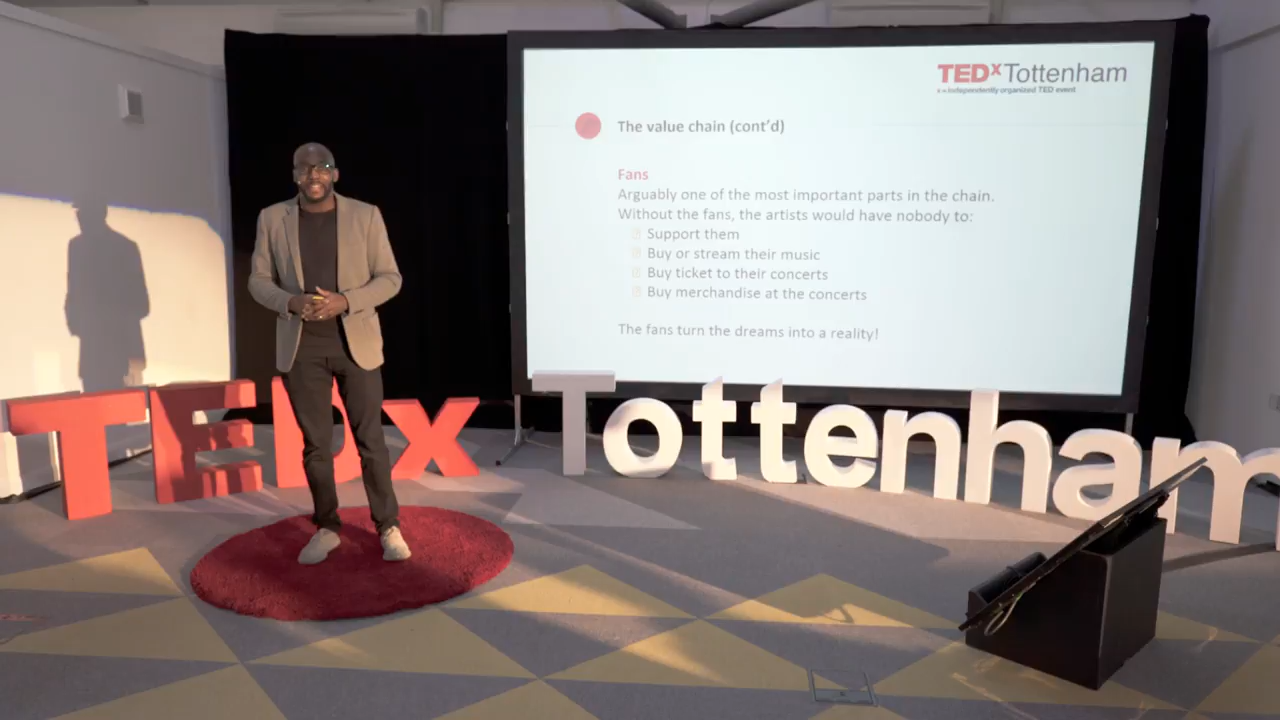 TEDxTottenham
x = independently organized TED event
The value chain (cont'd)
Fans
Arguably one of the most important parts in the chain.
Without the fans, the artists would have nobody to:
Support them
Buy or stream their music
Buy ticket to their concerts
Buy merchandise at the concerts
The fans turn the dreams into a reality!
TEDx Tottenham